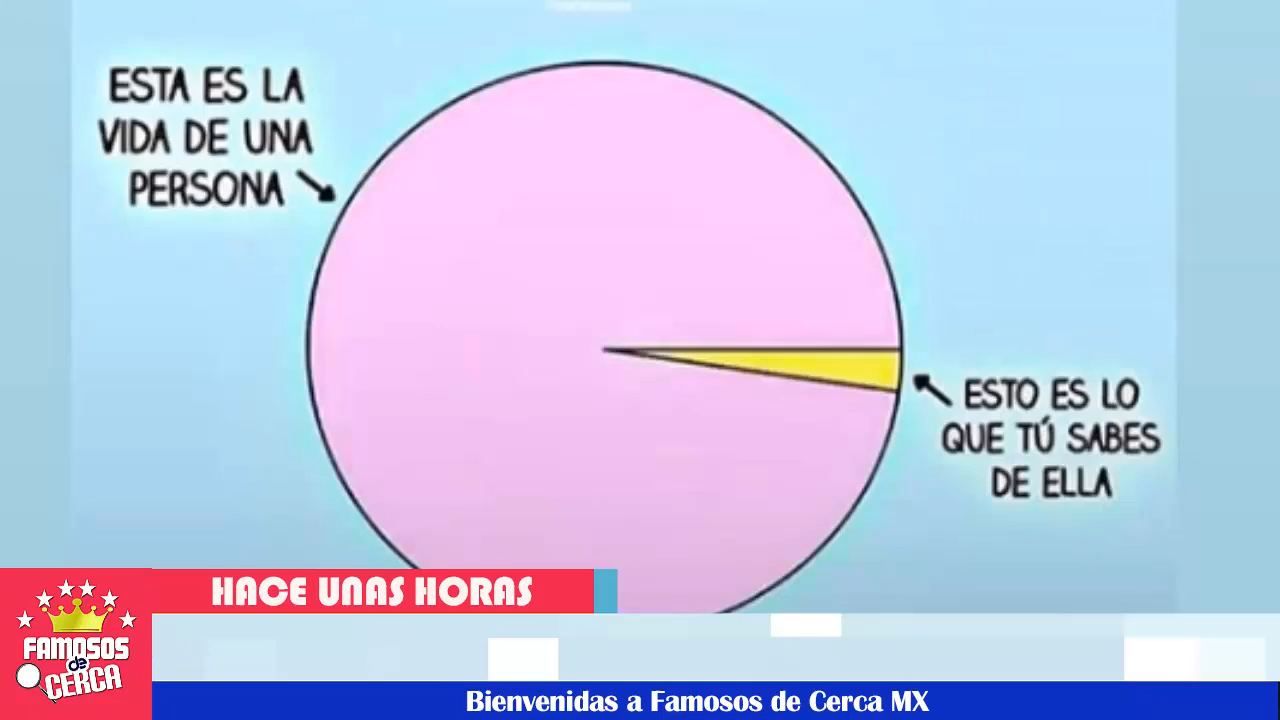 ESTA ES LA
VIDA DE UNA
PERSONA
ESTO ES LO
QUE TÚ SABES
DE ELLA
HACE UNAS HORAS
FAMOSOS
de
CERCA
Bienvenidas a Famosos de Cerca MX